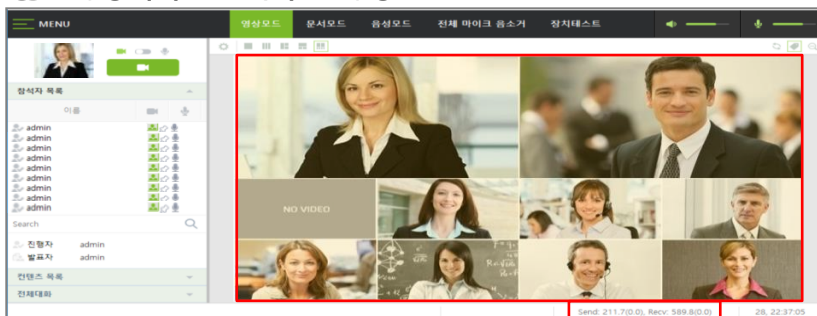 MENU
영상모드 문서모드 음성모드 전체 마이크 음소거 장치테스트
참석자 목록
이름
admin
admin
admin
admin
admin
admin
admin
admin
Search
진행자 admin
발표자 admin
컨텐츠 목록
전체대화
NO VIDEO
Send: 211.7(0.0), Recv: 589.8(0.0)
28, 22:37:05